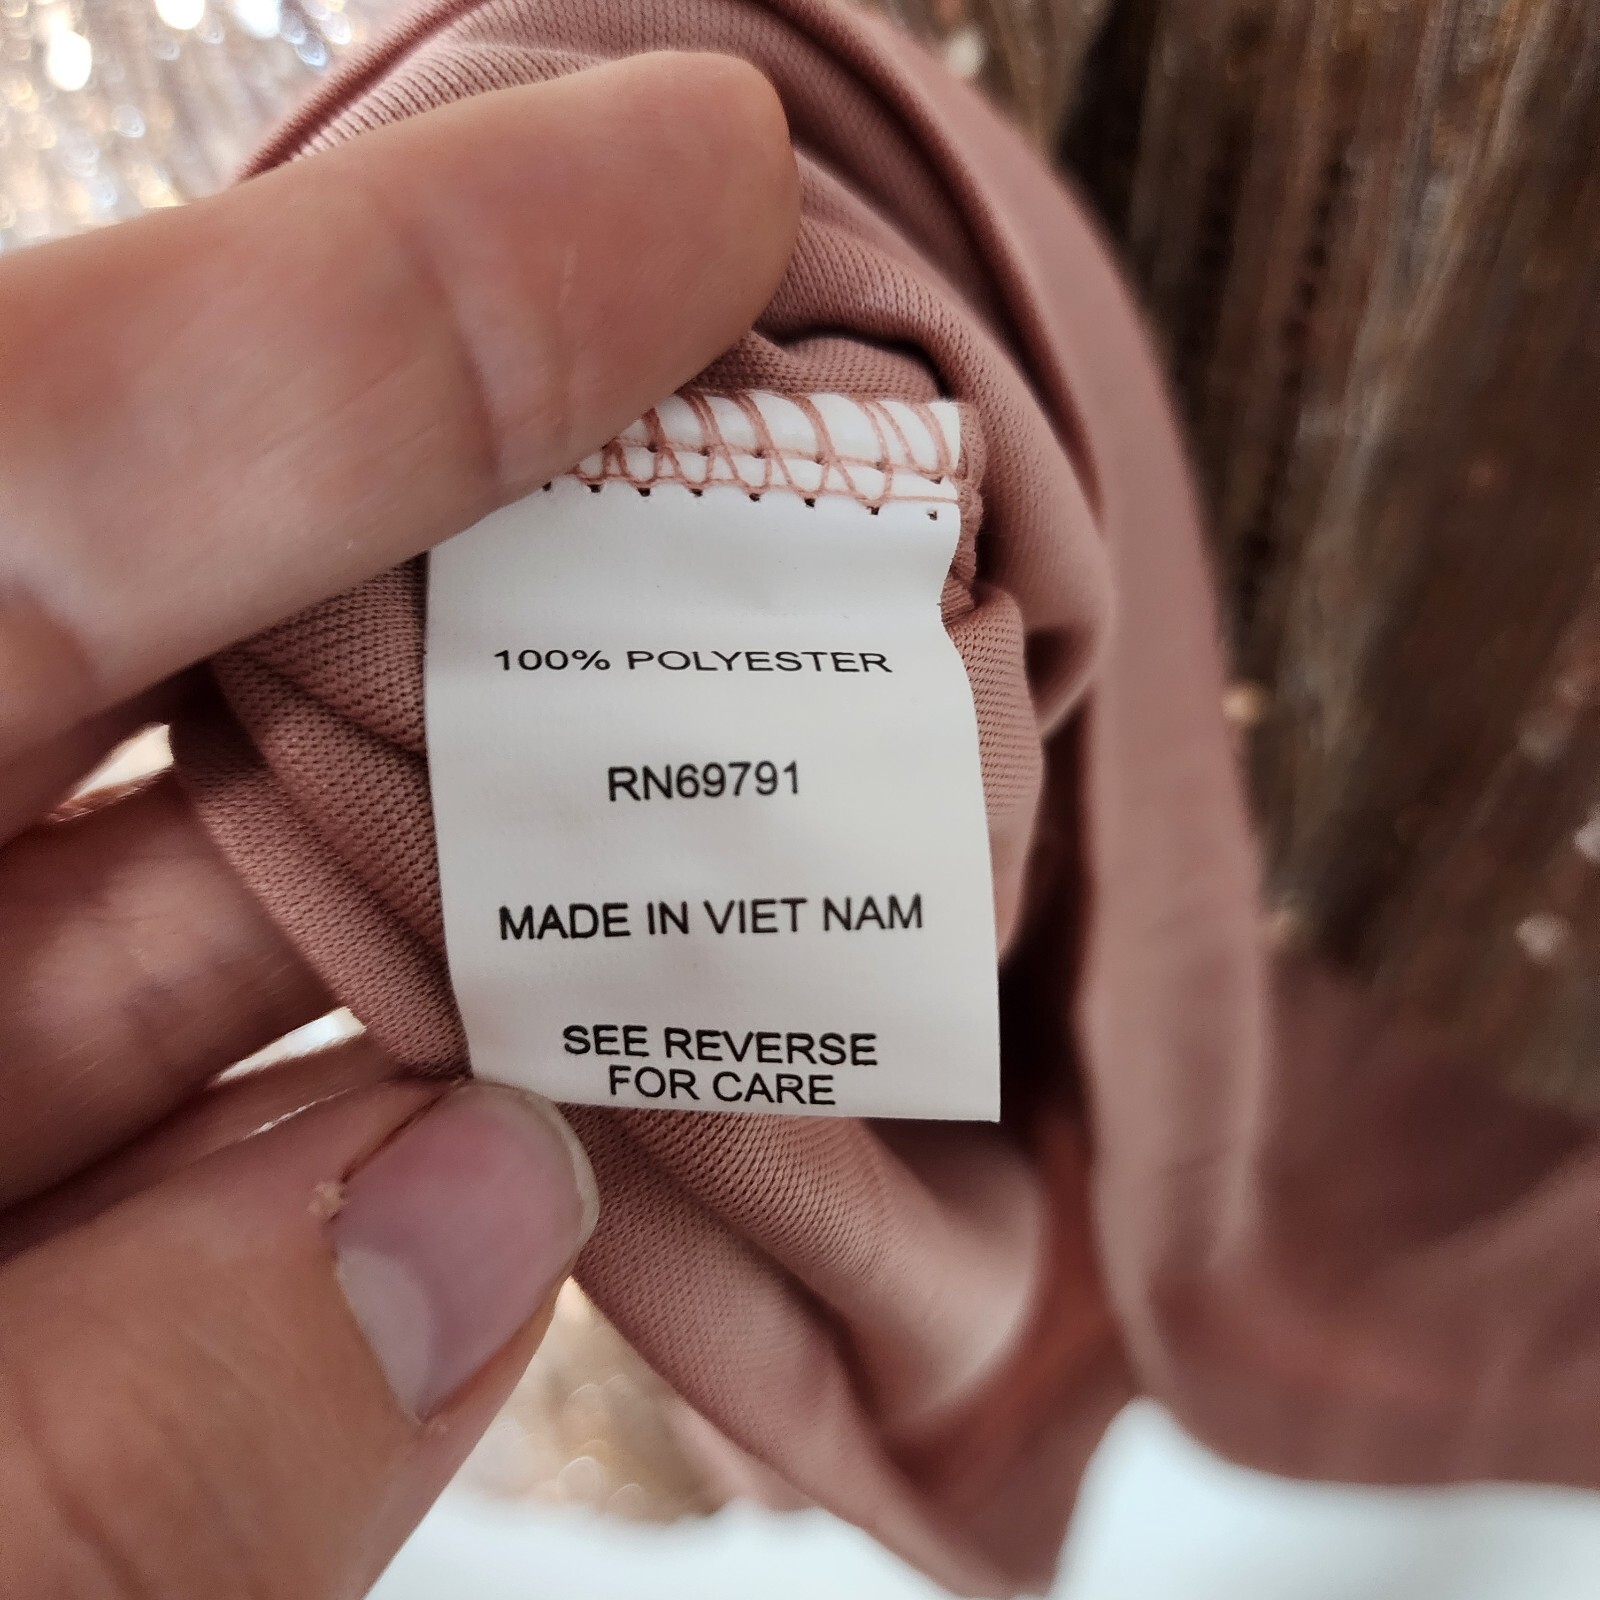 100% POLYESTER
RN69791
MADE IN VIET NAM
SEE REVERSE
FOR CARE